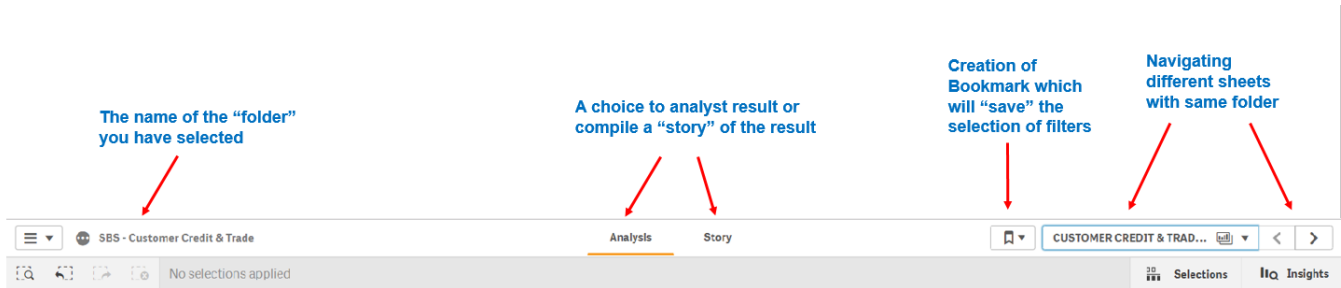 Creation of
Bookmark which
will “save” the
selection of filters
Navigating
different sheets
with same folder
The name of the “folder”
you have selected
A choice to analyst result or
compile a “story” of the result
SBS - Customer Credit & Trade
Analysis
Story
CUSTOMER CREDIT & TRAD...
No selections applied
Selections
Insights